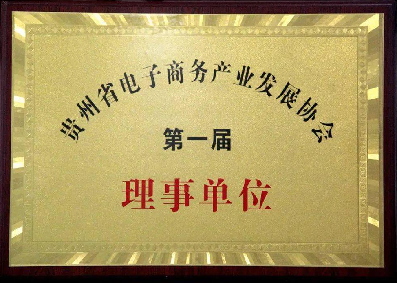 贵州省电子商务产业发展协会
第一届
理事单位